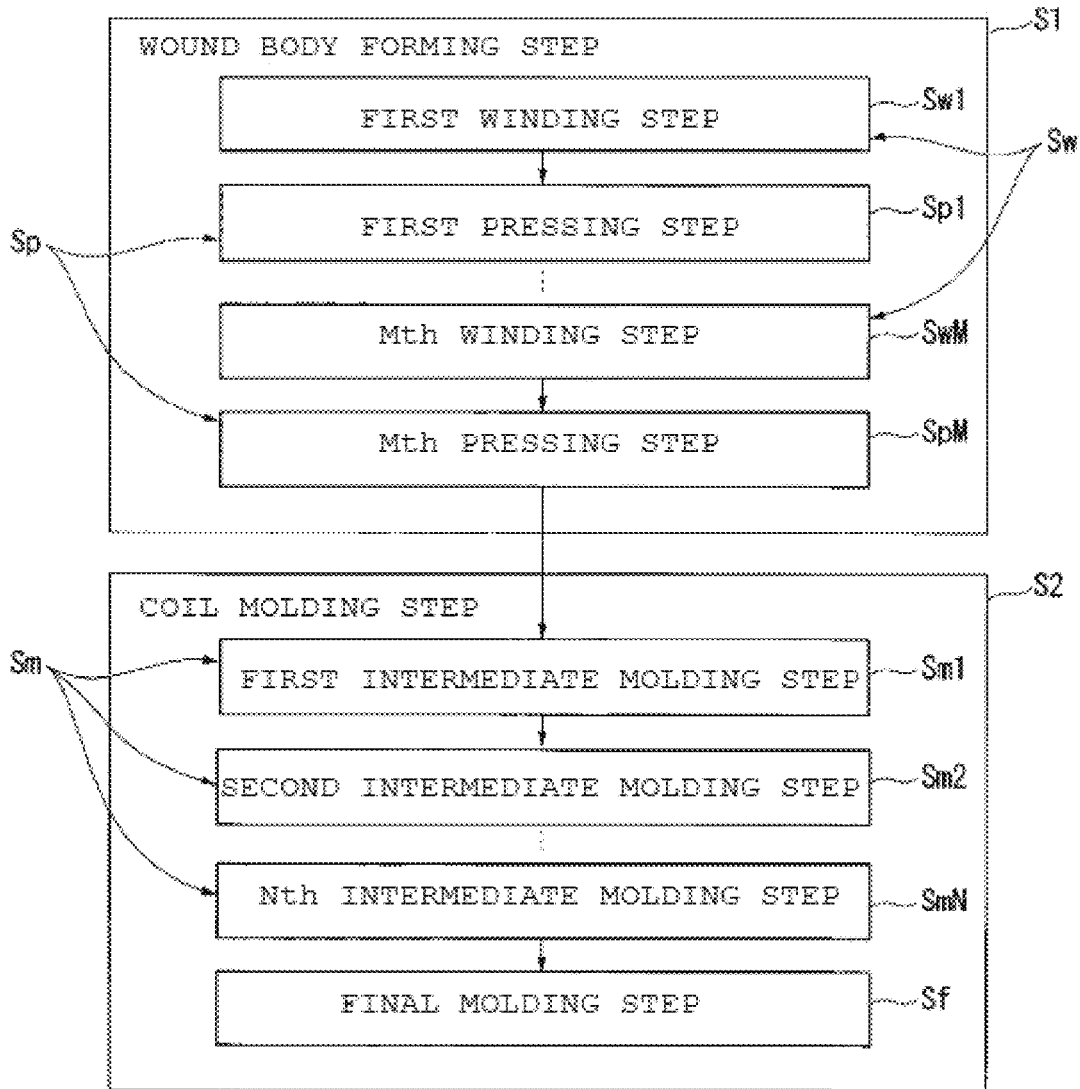 S1
WOUND BODY FORMING STEP
FIRST WINDING STEP
Sw1
Sw
FIRST PRESSING STEP
Sp1
Sp
Mth WINDING STEP
SwM
Mth PRESSING STEP
SpM
S2
COIL MOLDING STEP
FIRST INTERMEDIATE MOLDING STEP
Sm1
Sm
SECOND INTERMEDIATE MOLDING STEP
Sm2
Nth INTERMEDIATE MOLDING STEP
SmN
FINAL MOLDING STEP
Sf